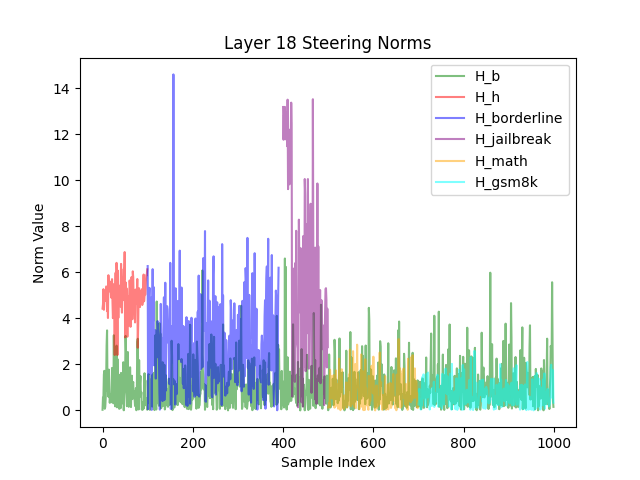 Layer 18 Steering Norms
H_b
H_h
H_borderline
H_jailbreak
H_math
H_gsm8k
Norm Value
14
12
10
8
6
4
2
0
0 200 400 600 800 1000
Sample Index